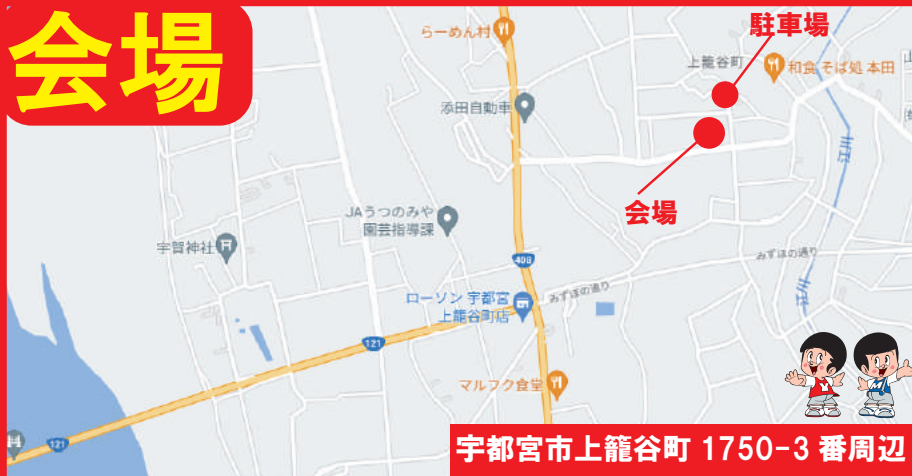 会場
らーめん村
駐車場
上籠谷町
和食 そば処 本田
添田自動車
会場
JAうつのみや
園芸指導課
宇賀神社
408
みずほの通り
みずほの通り
ローソン 宇都宮
上籠谷町店
121
マルフク食堂
121
宇都宮市上籠谷町 1750-3 番周辺